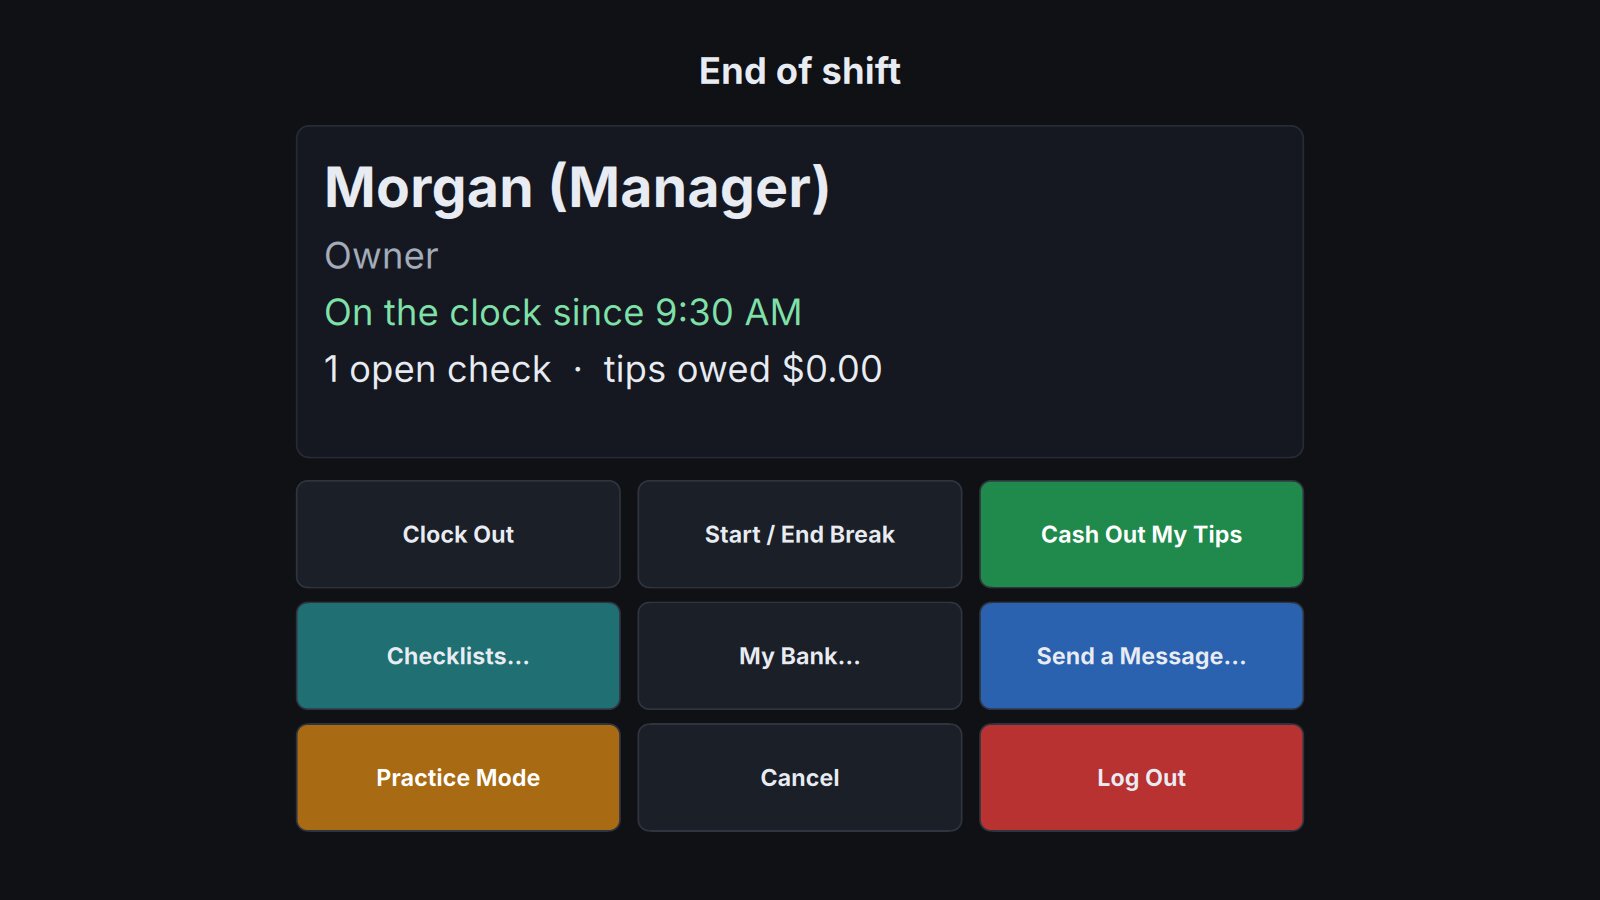 End of shift
Morgan (Manager)
Owner
On the clock since 9:30 AM
1 open check · tips owed $0.00
Clock Out
Start / End Break
Cash Out My Tips
Checklists...
My Bank...
Send a Message...
Practice Mode
Cancel
Log Out